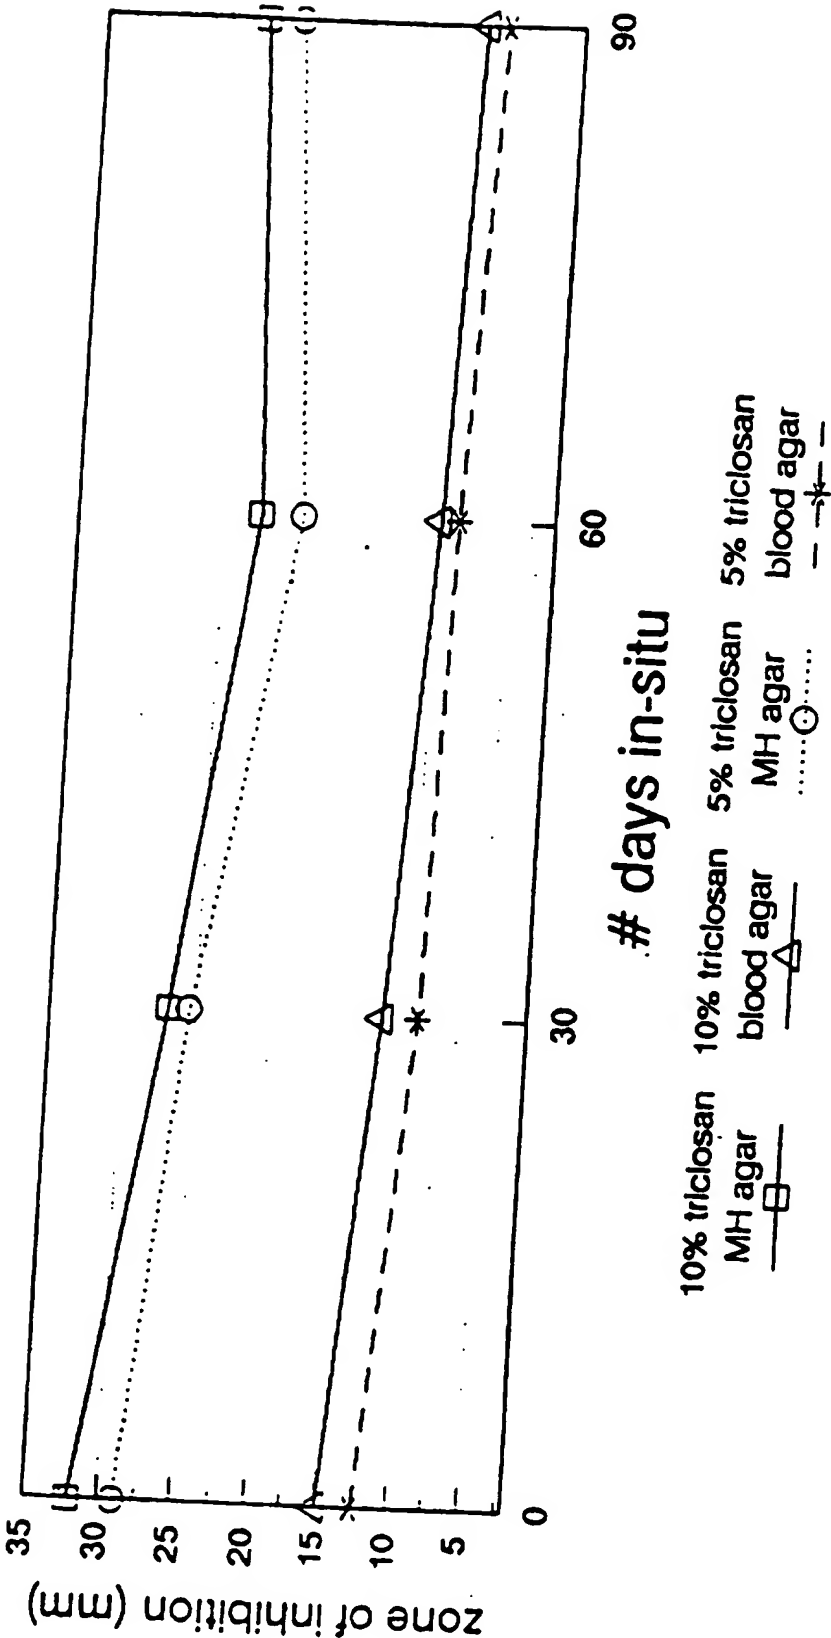 zone of inhibition (mm)
35
30
25
20
15
10
5
0
30
60
90
# days in-situ
10% triclosan
MH agar
10% triclosan
blood agar
5% triclosan
MH agar
5% triclosan
blood agar